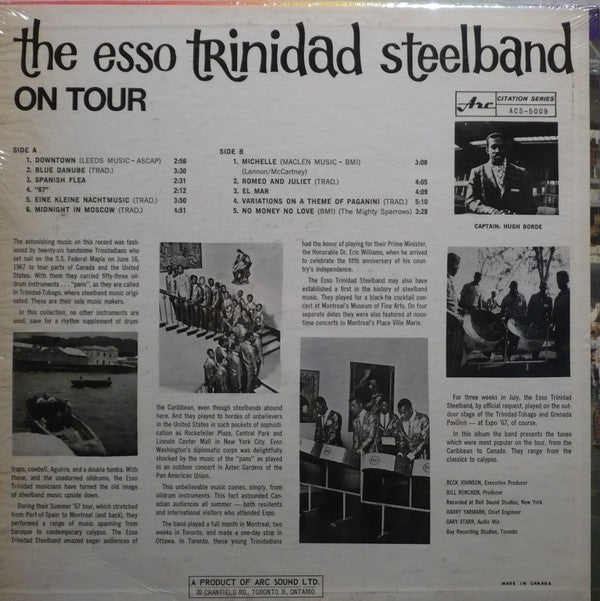 the esso trinidad steelband
ON TOUR
Arc
CITATION SERIES
ACS-5009
SIDE A
1. DOWNTOWN (LEEDS MUSIC - ASCAP) 2:56
2. BLUE DANUBE (TRAD.) 3:30
3. SPANISH FLEA 2:31
4. "67" 2:12
5. EINE KLEINE NACHTMUSIC (TRAD.) 3:50
6. MIDNIGHT IN MOSCOW (TRAD.) 4:51
SIDE B
1. MICHELLE (MACLEN MUSIC - BMI) 3:08
(Lennon/McCartney)
2. ROMEO AND JULIET (TRAD.) 4:05
3. EL MAR 4:09
4. VARIATIONS ON A THEME OF PAGANINI (TRAD.) 5:10
5. NO MONEY NO LOVE (BMI) (The Mighty Sparrows) 3:28
CAPTAIN: HUGH BORDE
The astonishing music on this record was fash-
ioned by twenty-six handsome Trinidadians who
set sail on the S.S. Federal Maple on June 16,
1967 to tour parts of Canada and the United
States. With them they carried fifty-three oil-
drum instruments . . . "pans", as they are called
in Trinidad-Tobago, where steelband music origi-
nated. These are their sole music makers.
In this collection, no other instruments are
used, save for a rhythm supplement of drum-
traps, cowbell, Aguirra, and a double tumba. With
these, and the unadorned oildrums, the Esso
Trinidad musicians have turned the old image
of steelband music upside down.
During their Summer '67 tour, which stretched
from Port-of-Spain to Montreal (and back), they
performed a range of music spanning from
baroque to contemporary calypso. The Esso
Trinidad Steelband amazed eager audiences of
the Caribbean, even though steelbands abound
here. And they played to hordes of unbelievers
in the United States in such pockets of sophisti-
cation as Rockefeller Plaza, Central Park and
Lincoln Center Mall in New York City. Even
Washington's diplomatic corps was delightfully
shocked by the music of the "pans" as played
in an outdoor concert in Aztec Gardens of the
Pan American Union.
This unbelievable music comes, simply, from
oildrum instruments. This fact astounded Can-
adian audiences all summer — both residents
and international visitors who attended Expo.
The band played a full month in Montreal, two
weeks in Toronto, and made a one-day stop in
Ottawa. In Toronto, these young Trinidadians
had the honor of playing for their Prime Minister,
the Honorable Dr. Eric Williams, when he arrived
to celebrate the fifth anniversary of his coun-
try's independence.
The Esso Trinidad Steelband may also have
established a first in the history of steelband
music. They played for a black-tie cocktail con-
cert at Montreal's Museum of Fine Arts. On four
separate dates they were also featured at noon-
time concerts in Montreal's Place Ville Marie.
For three weeks in July, the Esso Trinidad
Steelband, by official request, played on the out-
door stage of the Trinidad-Tobago and Grenada
Pavilion — at Expo '67, of course.
In this album the band presents the tunes
which were most popular on the tour, from the
Caribbean to Canada. They range from the
classics to calypso.
RECK JOHNSON, Executive Producer
BILL RONCKEN, Producer
Recorded at Bell Sound Studios, New York
HARRY YARMARK, Chief Engineer
GARY STARR, Audio Mix
Bay Recording Studios, Toronto
A PRODUCT OF ARC SOUND LTD.
20 CRANFIELD RD., TORONTO 16, ONTARIO
MADE IN CANADA